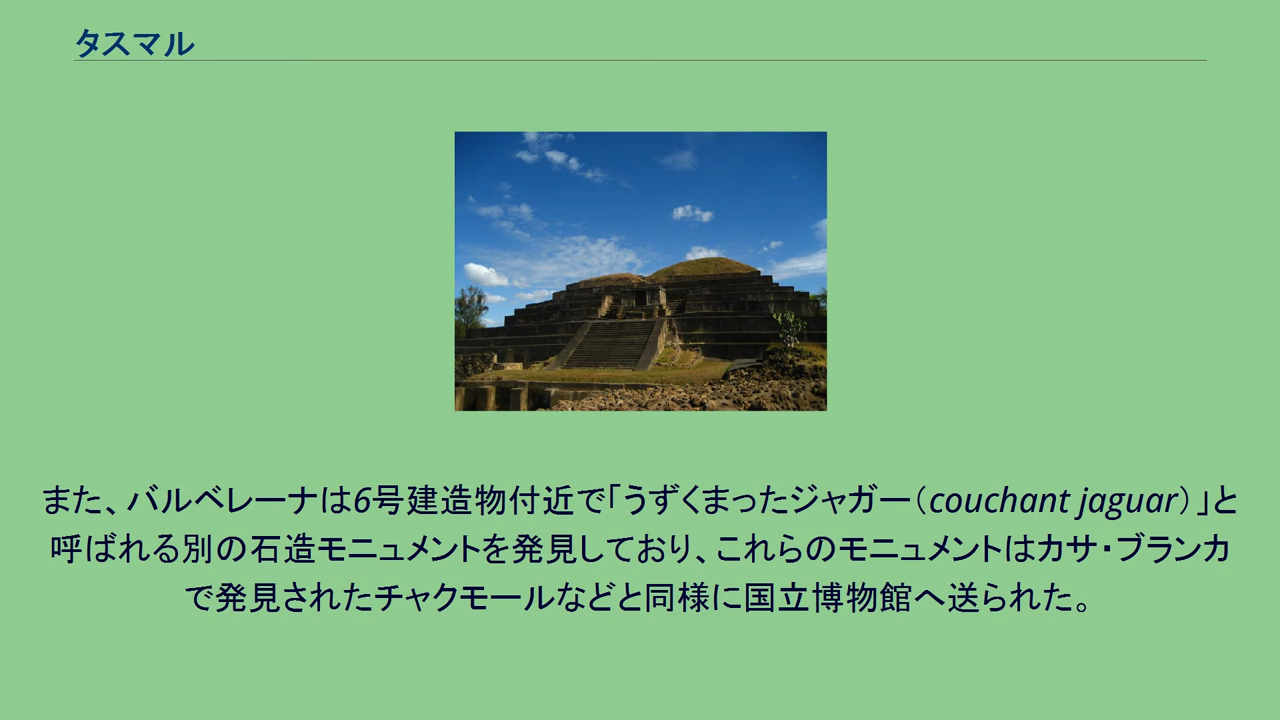 タスマル
また、バルベレーナは6号建造物付近で「うずくまったジャガー（couchant jaguar）」と
呼ばれる別の石造モニュメントを発見しており、これらのモニュメントはカサ・ブランカ
で発見されたチャクモールなどと同様に国立博物館へ送られた。